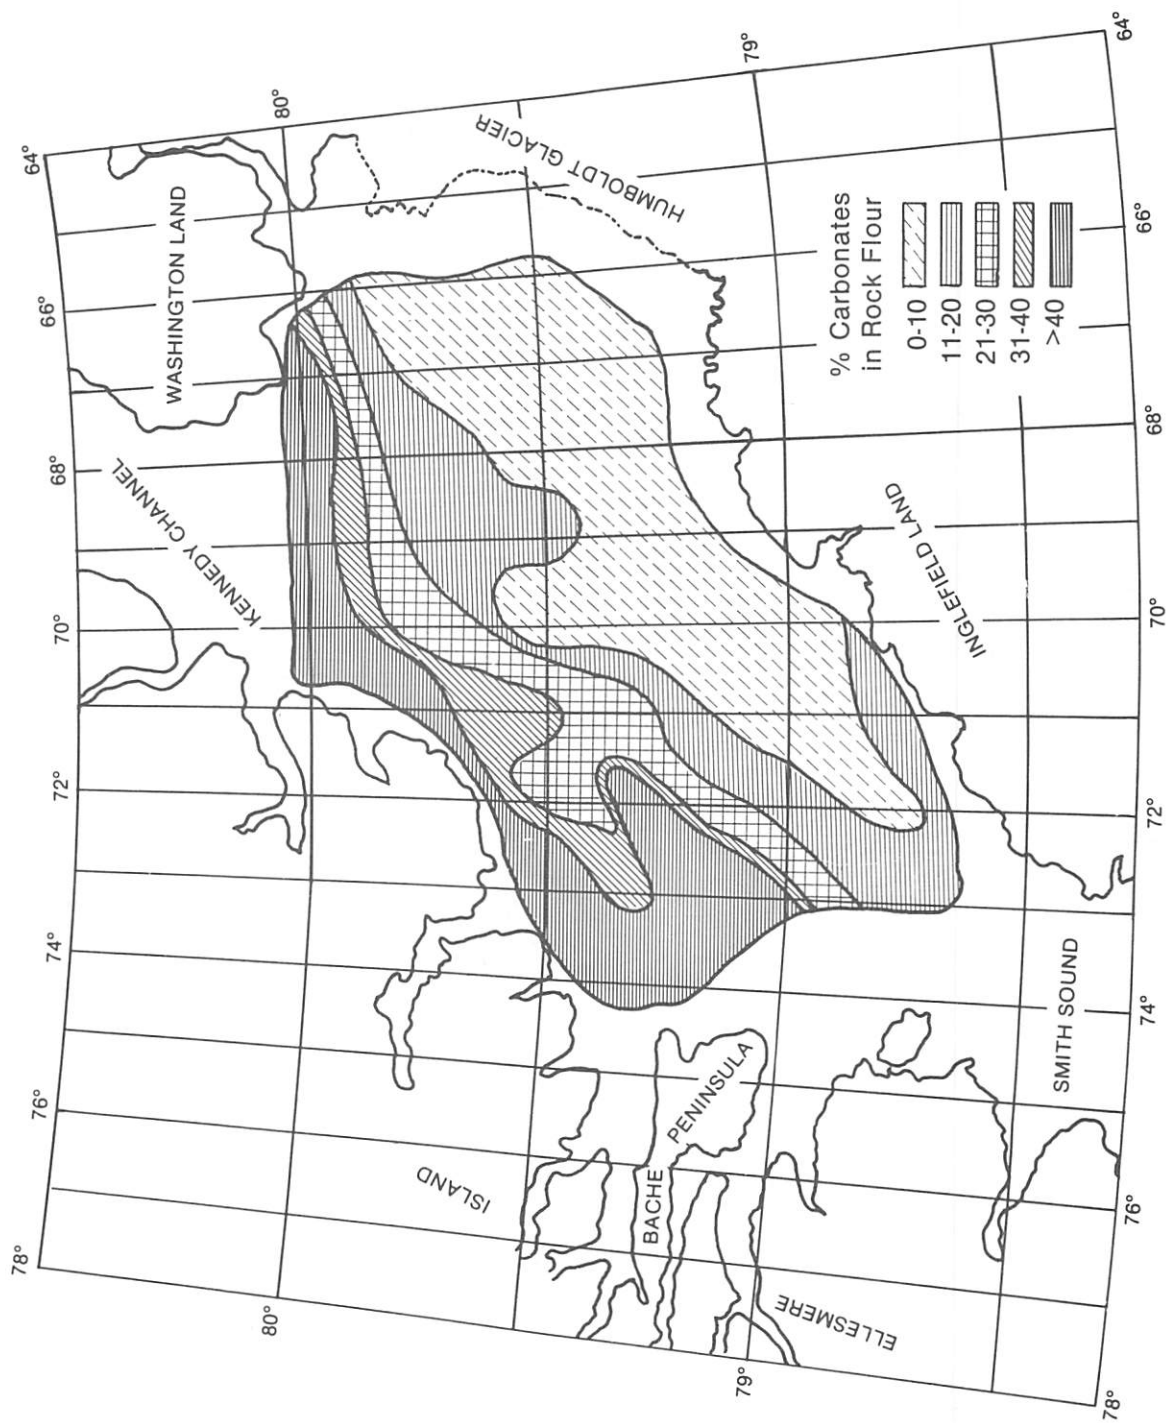 78°
76°
74°
72°
70°
68°
66°
64°
80°
80°
79°
79°
WASHINGTON LAND
KENNEDY CHANNEL
HUMBOLDT GLACIER
INGLEFIELD LAND
ELLESMERE
ISLAND
BACHE
PENINSULA
SMITH SOUND
% Carbonates
in Rock Flour
0-10
11-20
21-30
31-40
>40
78°
76°
74°
72°
70°
68°
66°
64°